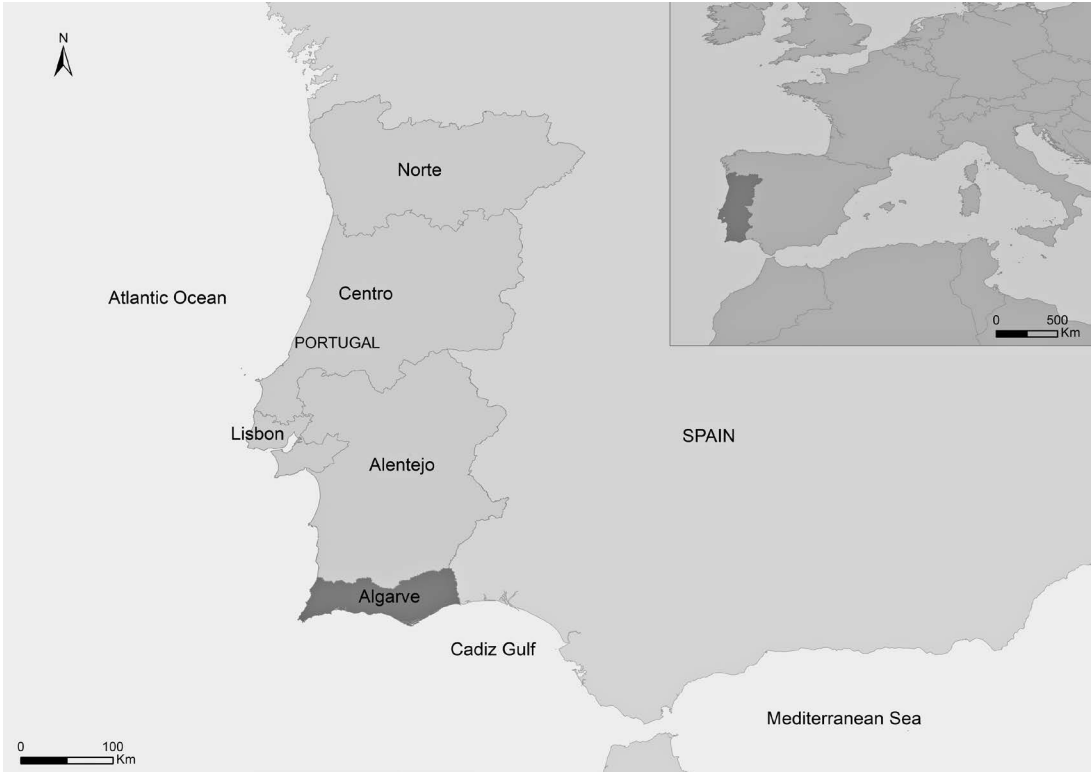 N
Norte
Atlantic Ocean
Centro
PORTUGAL
Lisbon
Alentejo
SPAIN
Algarve
Cadiz Gulf
Mediterranean Sea
0 100
Km
0 500
Km